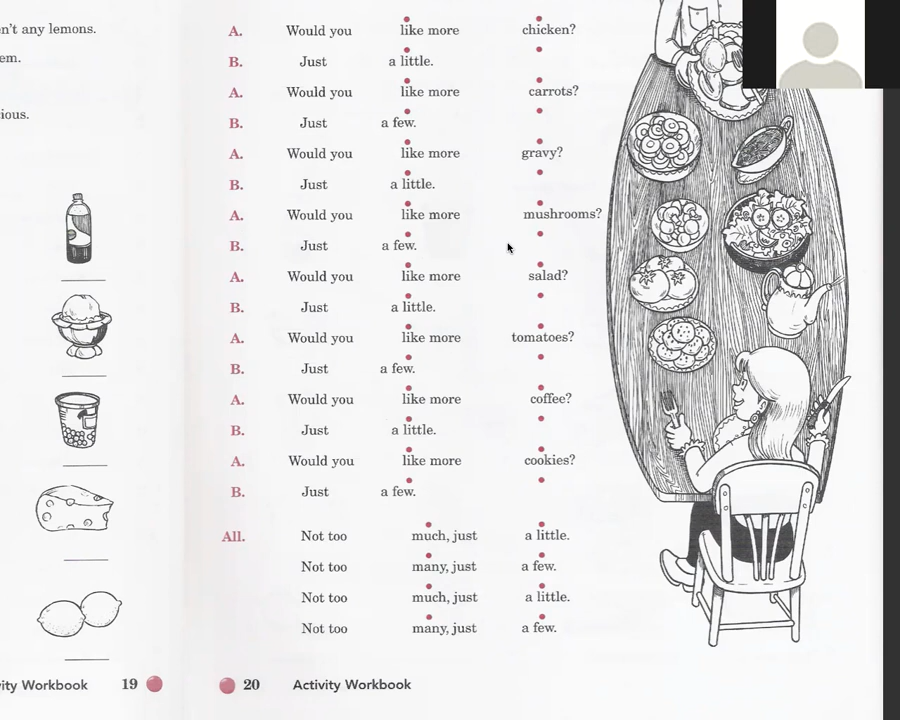 n't any lemons.
em.
ious.
A. Would you like more chicken?
B. Just a little.
A. Would you like more carrots?
B. Just a few.
A. Would you like more gravy?
B. Just a little.
A. Would you like more mushrooms?
B. Just a few.
A. Would you like more salad?
B. Just a little.
A. Would you like more tomatoes?
B. Just a few.
A. Would you like more coffee?
B. Just a little.
A. Would you like more cookies?
B. Just a few.
All. Not too much, just a little.
Not too many, just a few.
Not too much, just a little.
Not too many, just a few.
vity Workbook 19
20 Activity Workbook